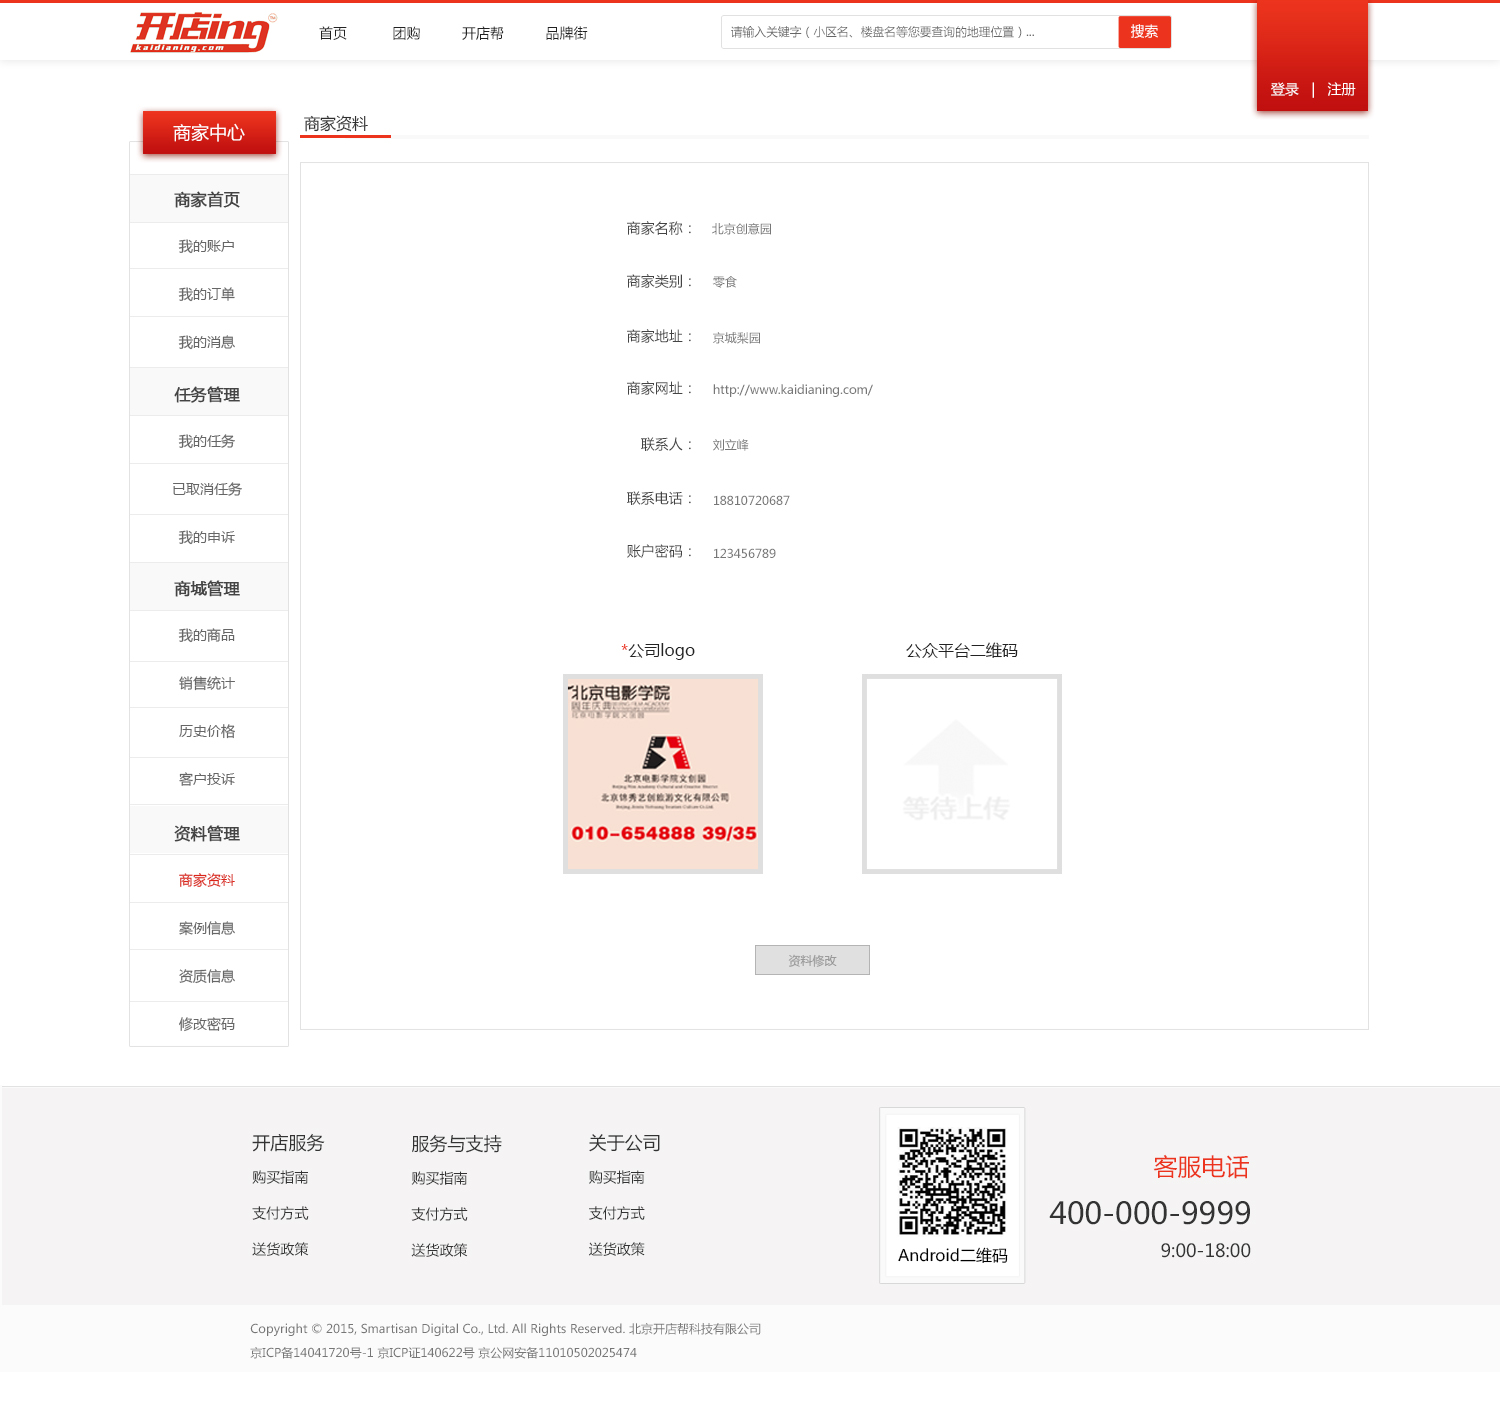 开店ing
kaidianing.com
首页 团购 开店帮 品牌街
请输入关键字(小区名、楼盘名等您要查询的地理位置)...
搜索
登录 | 注册
商家中心
商家首页
我的账户
我的订单
我的消息
任务管理
我的任务
已取消任务
我的申诉
商城管理
我的商品
销售统计
历史价格
客户投诉
资料管理
商家资料
案例信息
资质信息
修改密码
商家资料
商家名称： 北京创意园
商家类别： 零食
商家地址： 京城梨园
商家网址： http://www.kaidianing.com/
联系人： 刘立峰
联系电话： 18810720687
账户密码： 123456789
*公司logo
北京电影学院
北京电影学院文创园
北京锦秀艺创旅游文化有限公司
010-654888 39/35
公众平台二维码
等待上传
资料修改
开店服务
购买指南
支付方式
送货政策
服务与支持
购买指南
支付方式
送货政策
关于公司
购买指南
支付方式
送货政策
Android二维码
客服电话
400-000-9999
9:00-18:00
Copyright © 2015, Smartisan Digital Co., Ltd. All Rights Reserved. 北京开店帮科技有限公司
京ICP备14041720号-1 京ICP证140622号 京公网安备11010502025474